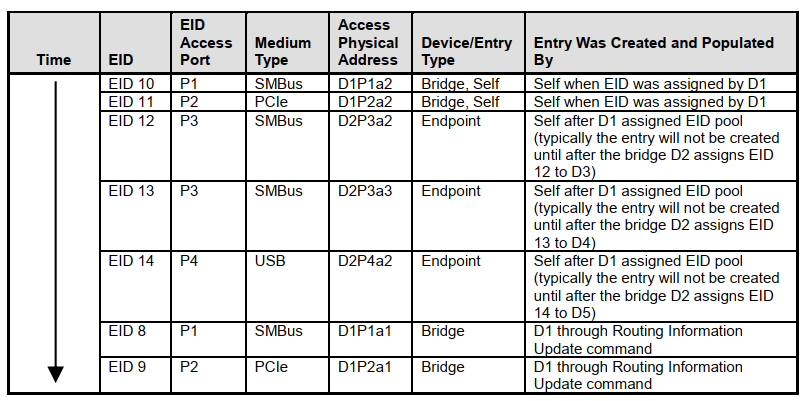 Time
EID
EID
Access
Port
Medium
Type
Access
Physical
Address
Device/Entry
Type
Entry Was Created and Populated
By
EID 10 P1 SMBus D1P1a2 Bridge, Self Self when EID was assigned by D1
EID 11 P2 PCIe D1P2a2 Bridge, Self Self when EID was assigned by D1
EID 12 P3 SMBus D2P3a2 Endpoint Self after D1 assigned EID pool
(typically the entry will not be created
until after the bridge D2 assigns EID
12 to D3)
EID 13 P3 SMBus D2P3a3 Endpoint Self after D1 assigned EID pool
(typically the entry will not be created
until after the bridge D2 assigns EID
13 to D4)
EID 14 P4 USB D2P4a2 Endpoint Self after D1 assigned EID pool
(typically the entry will not be created
until after the bridge D2 assigns EID
14 to D5)
EID 8 P1 SMBus D1P1a1 Bridge D1 through Routing Information
Update command
EID 9 P2 PCIe D1P2a1 Bridge D1 through Routing Information
Update command